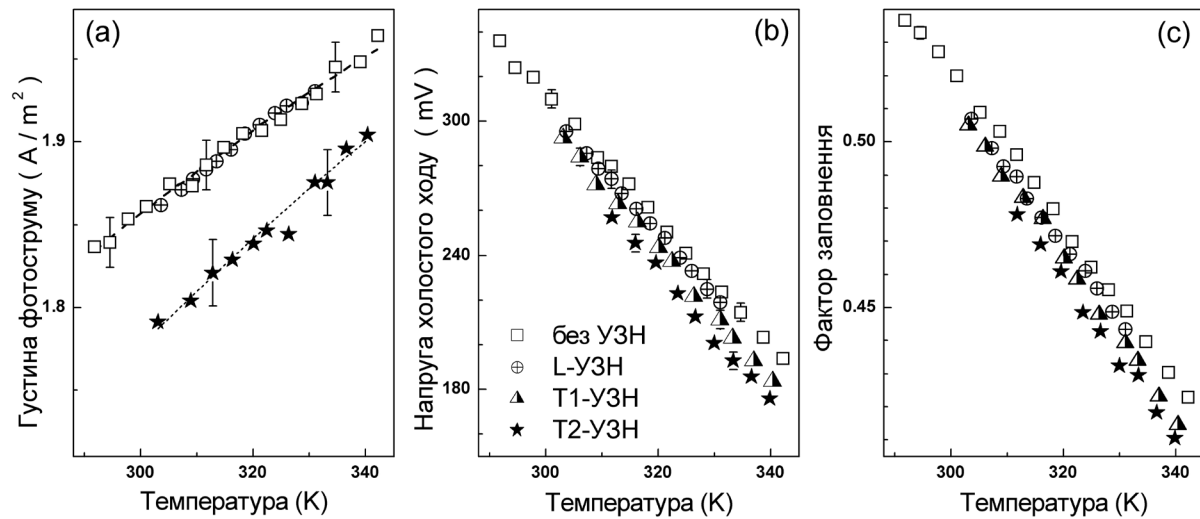 (a)
Густина фотоструму ( A / m² )
1.9
1.8
300
320
340
Температура (K)
(b)
Напруга холостого ходу ( mV )
300
240
180
без УЗН
L-УЗН
T1-УЗН
T2-УЗН
300
320
340
Температура (K)
(c)
Фактор заповнення
0.50
0.45
300
320
340
Температура (K)